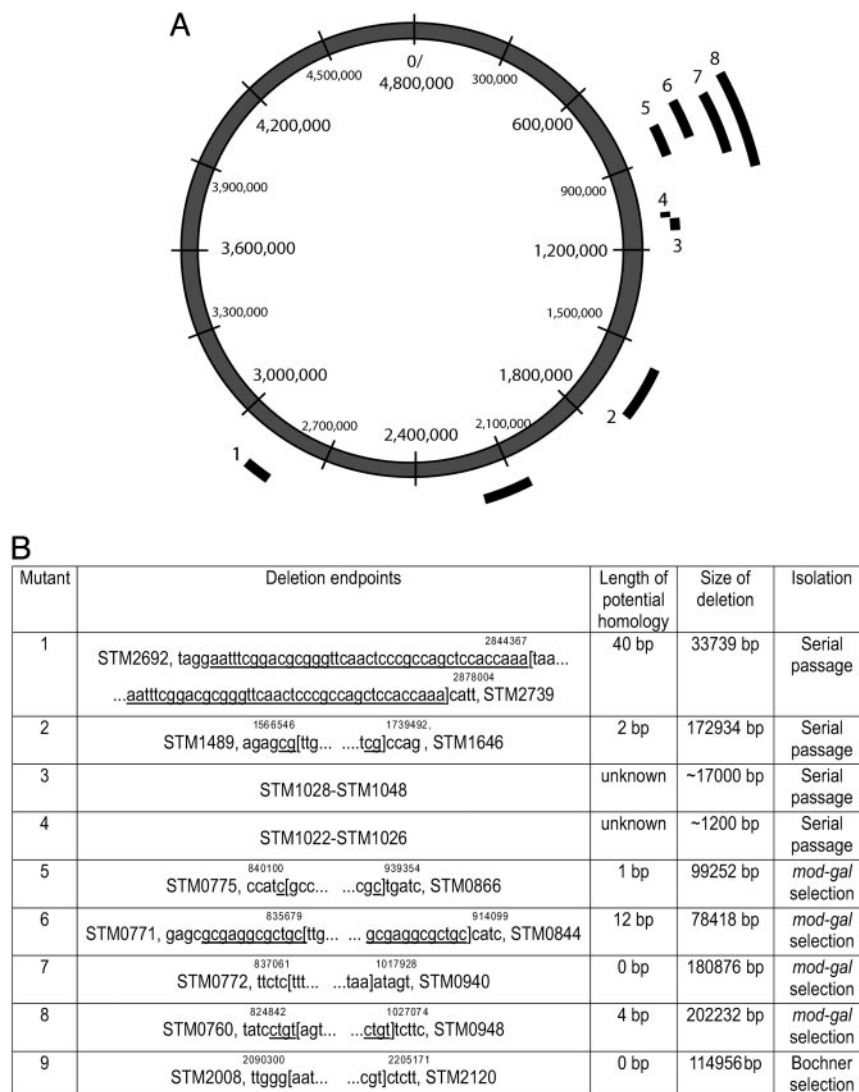 A
0/
4,800,000
300,000
600,000
900,000
1,200,000
1,500,000
1,800,000
2,100,000
2,400,000
2,700,000
3,000,000
3,300,000
3,600,000
3,900,000
4,200,000
4,500,000
8
7
6
5
4
3
2
1
B
Mutant Deletion endpoints Length of potential homology Size of deletion Isolation
1 2844367 40 bp 33739 bp Serial passage
STM2692, taggaatttcggacgcgggttcaactcccgccagctccaccaaa[taa...
2878004
...aatttcggacgcgggttcaactcccgccagctccaccaaa]catt, STM2739
2 1566546 1739492, 2 bp 172934 bp Serial passage
STM1489, agagcg[ttg... ....tcg]ccag , STM1646
3 STM1028-STM1048 unknown ~17000 bp Serial passage
4 STM1022-STM1026 unknown ~1200 bp Serial passage
5 840100 939354 1 bp 99252 bp mod-gal selection
STM0775, ccatc[gcc... ...cgc]tgatc, STM0866
6 835679 914099 12 bp 78418 bp mod-gal selection
STM0771, gagcgcgaggcgctgc[ttg... ... gcgaggcgctgc]catc, STM0844
7 837061 1017928 0 bp 180876 bp mod-gal selection
STM0772, ttctc[ttt... ...taa]atagt, STM0940
8 824842 1027074 4 bp 202232 bp mod-gal selection
STM0760, tatcctgt[agt... ...ctgt]tcttc, STM0948
9 2090300 2205171 0 bp 114956bp Bochner selection
STM2008, ttggg[aat... ...cgt]ctctt, STM2120